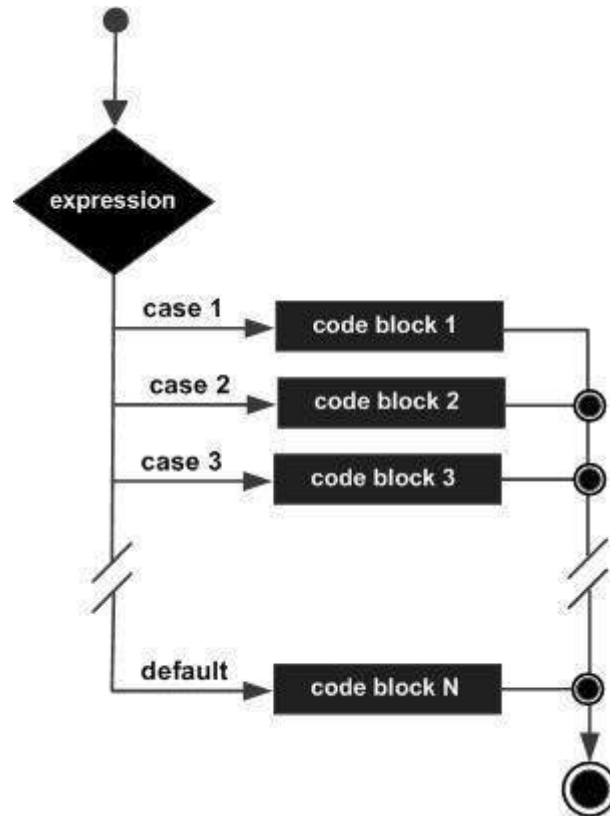 expression
case 1
code block 1
case 2
code block 2
case 3
code block 3
default
code block N